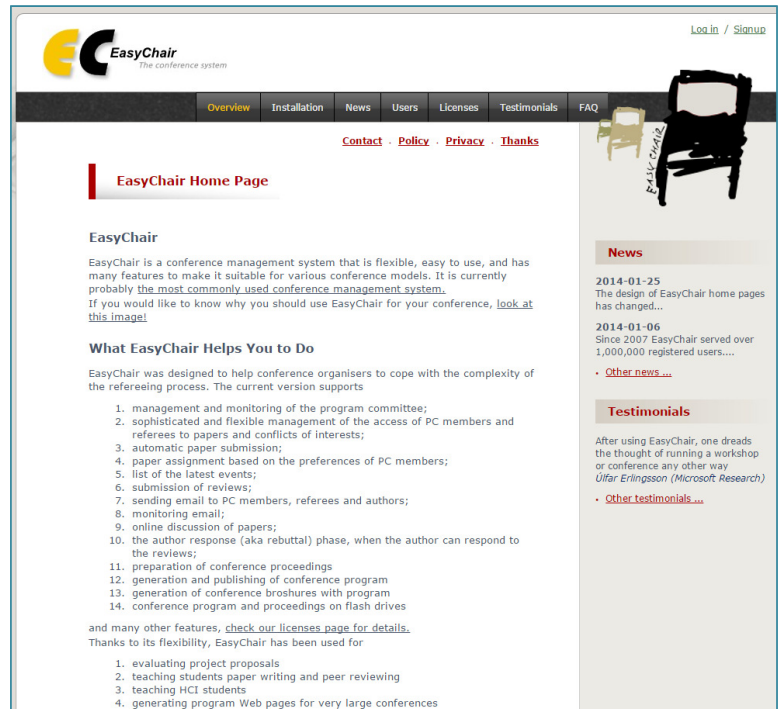 Log in / Signup
EC EasyChair
The conference system
Overview Installation News Users Licenses Testimonials FAQ
EASY CHAIR
Contact . Policy . Privacy . Thanks
EasyChair Home Page
EasyChair
EasyChair is a conference management system that is flexible, easy to use, and has
many features to make it suitable for various conference models. It is currently
probably the most commonly used conference management system.
If you would like to know why you should use EasyChair for your conference, look at
this image!
What EasyChair Helps You to Do
EasyChair was designed to help conference organisers to cope with the complexity of
the refereeing process. The current version supports
1. management and monitoring of the program committee;
2. sophisticated and flexible management of the access of PC members and
referees to papers and conflicts of interests;
3. automatic paper submission;
4. paper assignment based on the preferences of PC members;
5. list of the latest events;
6. submission of reviews;
7. sending email to PC members, referees and authors;
8. monitoring email;
9. online discussion of papers;
10. the author response (aka rebuttal) phase, when the author can respond to
the reviews;
11. preparation of conference proceedings
12. generation and publishing of conference program
13. generation of conference broshures with program
14. conference program and proceedings on flash drives
and many other features, check our licenses page for details.
Thanks to its flexibility, EasyChair has been used for
1. evaluating project proposals
2. teaching students paper writing and peer reviewing
3. teaching HCI students
4. generating program Web pages for very large conferences
News
2014-01-25
The design of EasyChair home pages
has changed...
2014-01-06
Since 2007 EasyChair served over
1,000,000 registered users....
• Other news ...
Testimonials
After using EasyChair, one dreads
the thought of running a workshop
or conference any other way
Úlfar Erlingsson (Microsoft Research)
• Other testimonials ...